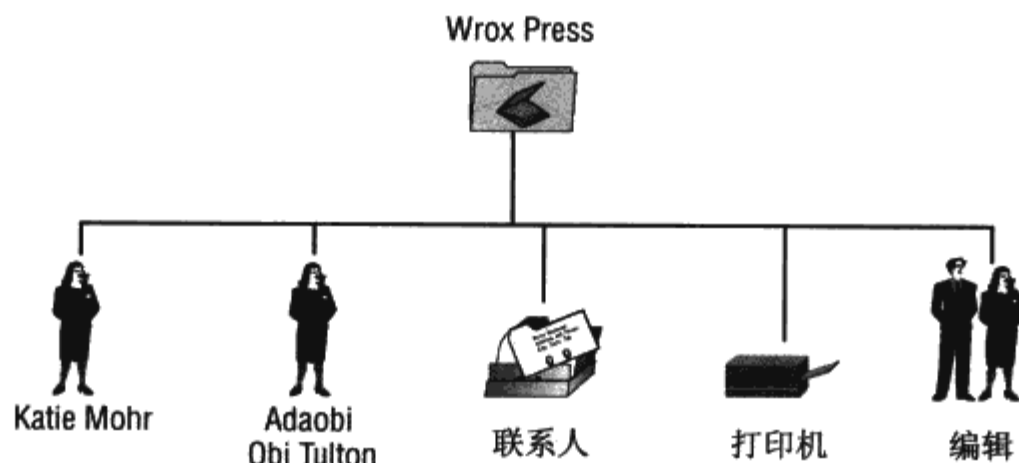 Wrox Press
Katie Mohr
Adaobi
Obi Tulton
联系人
打印机
编辑